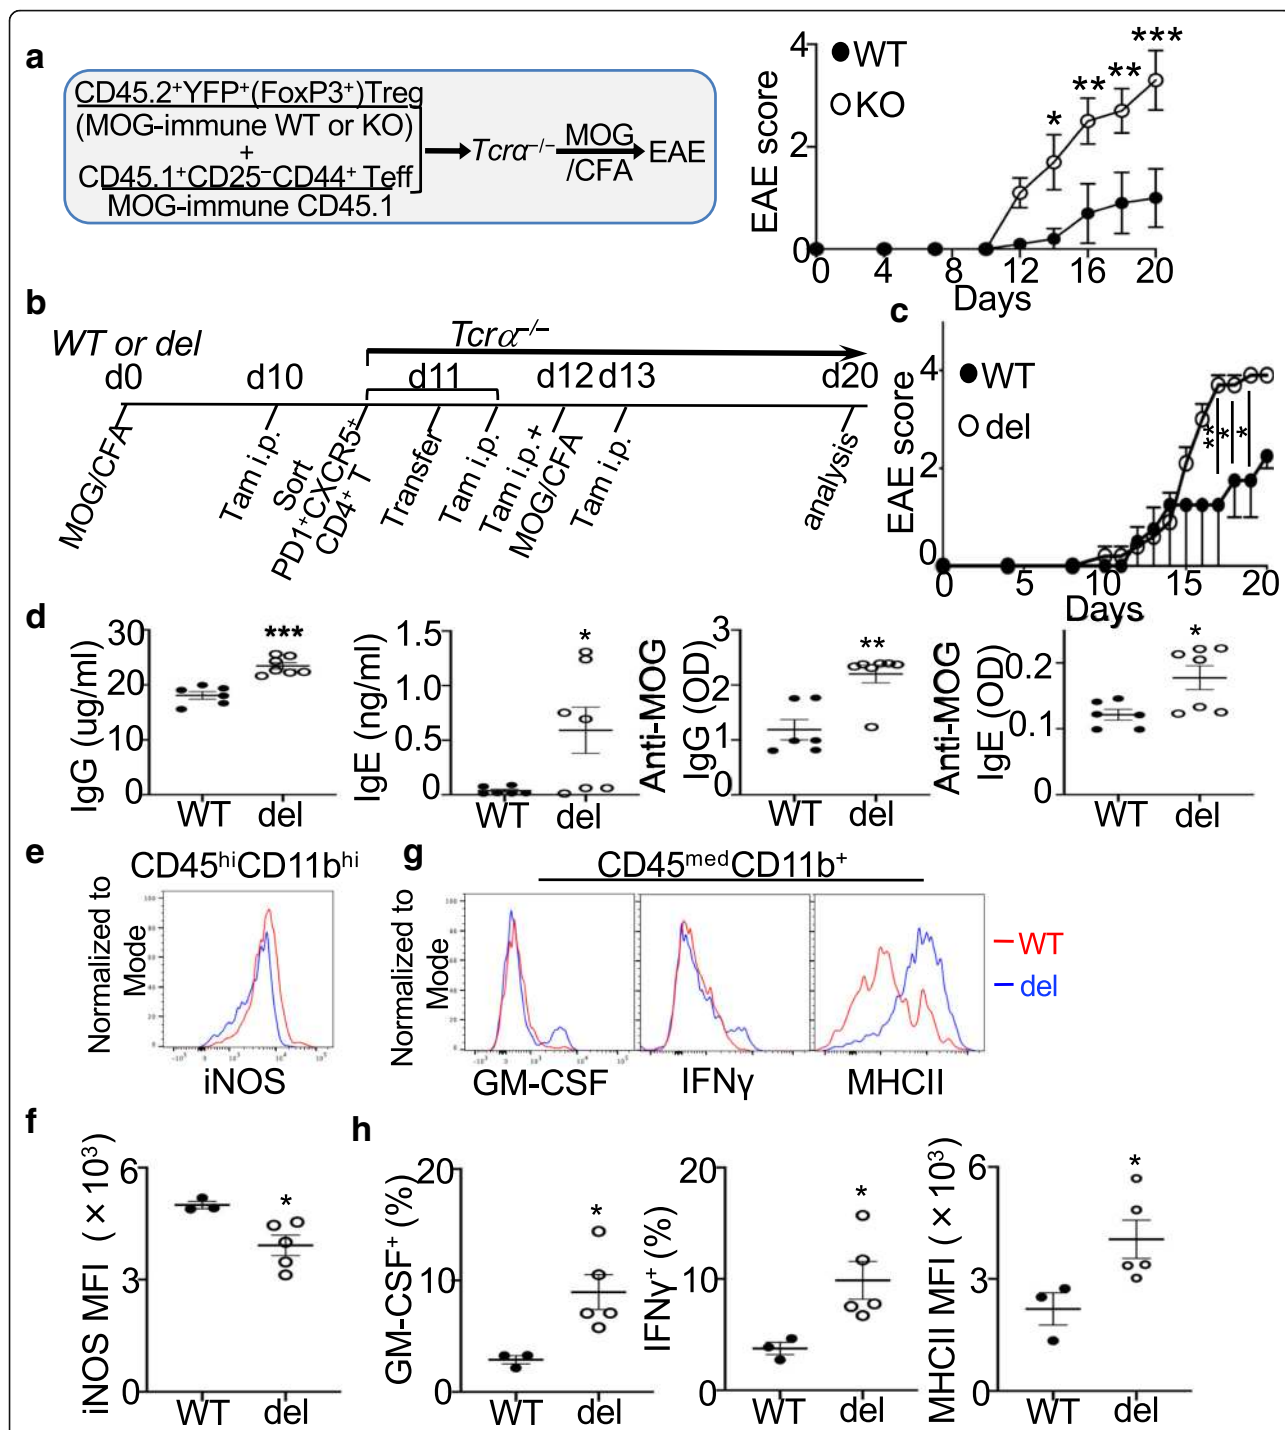 a
CD45.2⁺YFP⁺(FoxP3⁺)Treg
(MOG-immune WT or KO)
+
CD45.1⁺CD25⁻CD44⁺ Teff
MOG-immune CD45.1
Tcrα⁻/⁻
MOG
/CFA
EAE
EAE score
4
2
0
WT
KO
*
**
**
***
0 4 8 12 16 20
Days
b
WT or del
Tcrα⁻/⁻
d0 d10 d11 d12 d13 d20
MOG/CFA
Tam i.p.
Sort
PD1⁺CXCR5⁺
CD4⁺ T
Transfer
Tam i.p.
Tam i.p. +
MOG/CFA
Tam i.p.
analysis
c
EAE score
4
2
0
WT
del
**
*
*
0 5 10 15 20
Days
d
IgG (ug/ml)
30
20
10
0
***
WT del
IgE (ng/ml)
1.5
1.0
0.5
0
*
WT del
Anti-MOG
IgG (OD)
3
2
1
0
**
WT del
Anti-MOG
IgE (OD)
0.2
0.1
0
*
WT del
e
CD45ʰⁱCD11bʰⁱ
Normalized to
Mode
iNOS
g
CD45ᵐᵉᵈCD11b⁺
Normalized to
Mode
GM-CSF
IFNγ
MHCII
WT
del
f
iNOS MFI (×10³)
6
3
0
*
WT del
h
GM-CSF⁺ (%)
20
10
0
*
WT del
IFNγ⁺ (%)
20
10
0
*
WT del
MHCII MFI (×10³)
6
3
0
*
WT del